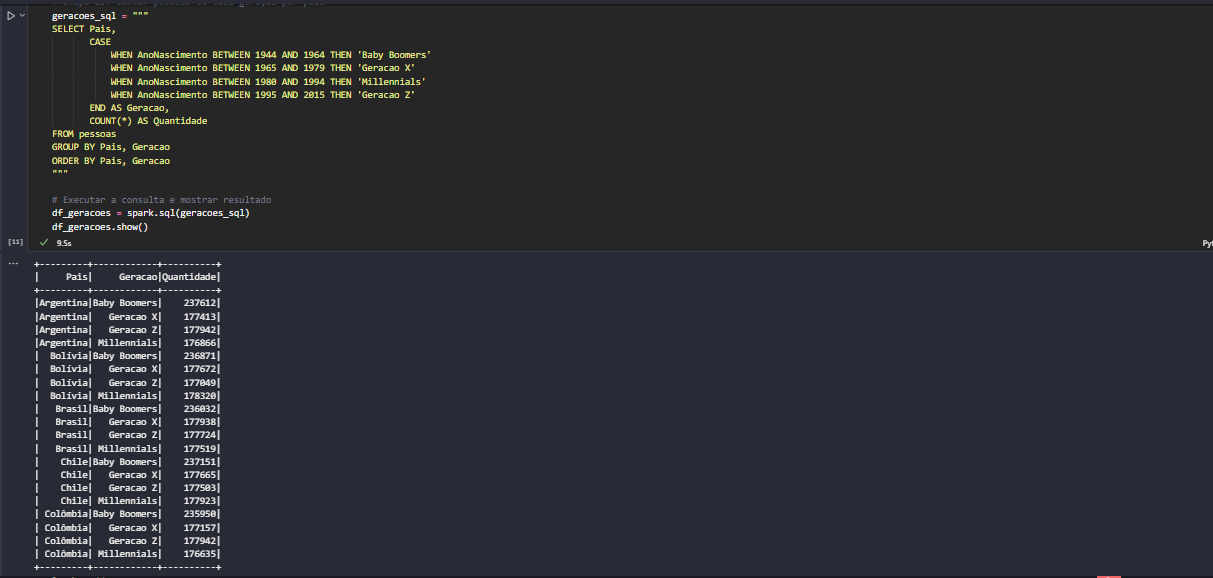 geracoes_sql = """
SELECT Pais,
CASE
WHEN AnoNascimento BETWEEN 1944 AND 1964 THEN 'Baby Boomers'
WHEN AnoNascimento BETWEEN 1965 AND 1979 THEN 'Geracao X'
WHEN AnoNascimento BETWEEN 1980 AND 1994 THEN 'Millennials'
WHEN AnoNascimento BETWEEN 1995 AND 2015 THEN 'Geracao Z'
END AS Geracao,
COUNT(*) AS Quantidade
FROM pessoas
GROUP BY Pais, Geracao
ORDER BY Pais, Geracao
"""
# Executar a consulta e mostrar resultado
df_geracoes = spark.sql(geracoes_sql)
df_geracoes.show()
[11] ✓ 9.5s Pyt
... +---------+------------+----------+
|     Pais|     Geracao|Quantidade|
+---------+------------+----------+
|Argentina|Baby Boomers|    237612|
|Argentina|   Geracao X|    177413|
|Argentina|   Geracao Z|    177942|
|Argentina| Millennials|    176866|
|  Bolívia|Baby Boomers|    236871|
|  Bolívia|   Geracao X|    177672|
|  Bolívia|   Geracao Z|    177049|
|  Bolívia| Millennials|    178320|
|   Brasil|Baby Boomers|    236032|
|   Brasil|   Geracao X|    177938|
|   Brasil|   Geracao Z|    177724|
|   Brasil| Millennials|    177519|
|    Chile|Baby Boomers|    237151|
|    Chile|   Geracao X|    177665|
|    Chile|   Geracao Z|    177503|
|    Chile| Millennials|    177923|
| Colômbia|Baby Boomers|    235950|
| Colômbia|   Geracao X|    177157|
| Colômbia|   Geracao Z|    177942|
| Colômbia| Millennials|    176635|
+---------+------------+----------+